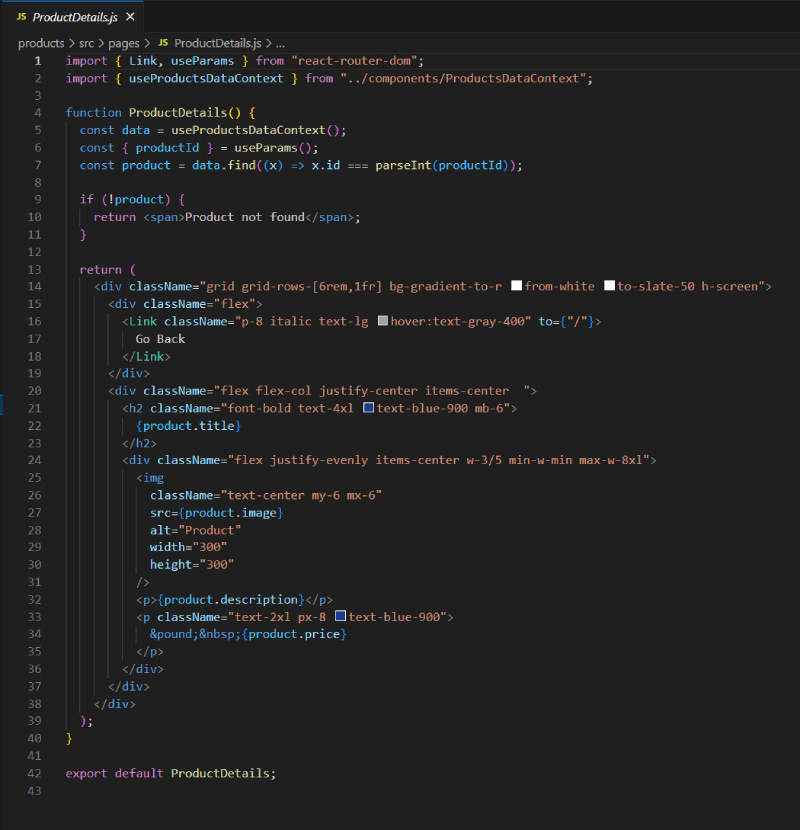 JS ProductDetails.js ×
products > src > pages > JS ProductDetails.js > ...
1 import { Link, useParams } from "react-router-dom";
2 import { useProductsDataContext } from "../components/ProductsDataContext";
3
4 function ProductDetails() {
5   const data = useProductsDataContext();
6   const { productId } = useParams();
7   const product = data.find((x) => x.id === parseInt(productId));
8
9   if (!product) {
10     return <span>Product not found</span>;
11   }
12
13   return (
14     <div className="grid grid-rows-[6rem,1fr] bg-gradient-to-r from-white to-slate-50 h-screen">
15       <div className="flex">
16         <Link className="p-8 italic text-lg hover:text-gray-400" to={"/"}>
17           Go Back
18         </Link>
19       </div>
20       <div className="flex flex-col justify-center items-center  ">
21         <h2 className="font-bold text-4xl text-blue-900 mb-6">
22           {product.title}
23         </h2>
24         <div className="flex justify-evenly items-center w-3/5 min-w-min max-w-8xl">
25           <img
26             className="text-center my-6 mx-6"
27             src={product.image}
28             alt="Product"
29             width="300"
30             height="300"
31           />
32           <p>{product.description}</p>
33           <p className="text-2xl px-8 text-blue-900">
34             &pound;&nbsp;{product.price}
35           </p>
36         </div>
37       </div>
38     </div>
39   );
40 }
41
42 export default ProductDetails;
43